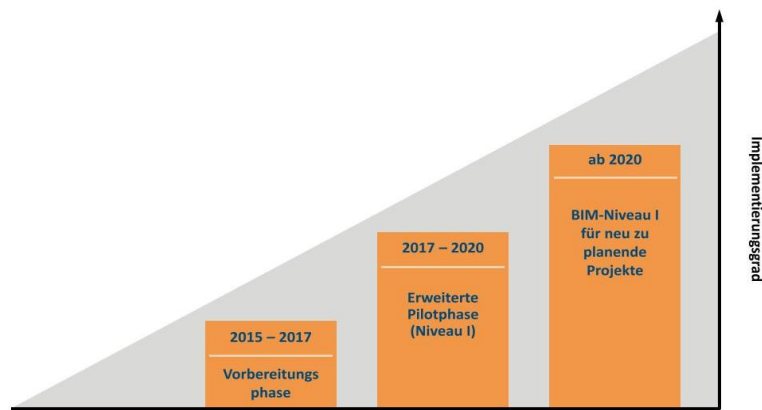 2015 – 2017
Vorbereitungs
phase
2017 – 2020
Erweiterte
Pilotphase
(Niveau I)
ab 2020
BIM-Niveau I
für neu zu
planende
Projekte
Implementierungsgrad